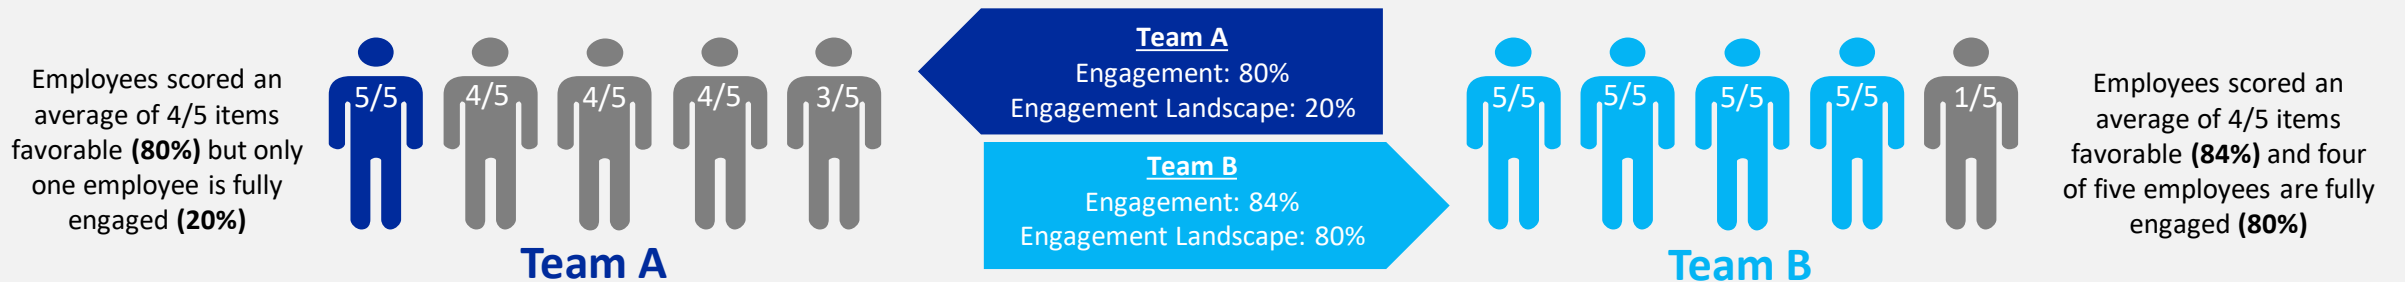 Employees scored an
average of 4/5 items
favorable (80%) but only
one employee is fully
engaged (20%)
5/5
4/5
4/5
4/5
3/5
Team A
Team A
Engagement: 80%
Engagement Landscape: 20%
Team B
Engagement: 84%
Engagement Landscape: 80%
5/5
5/5
5/5
5/5
1/5
Team B
Employees scored an
average of 4/5 items
favorable (84%) and four
of five employees are fully
engaged (80%)